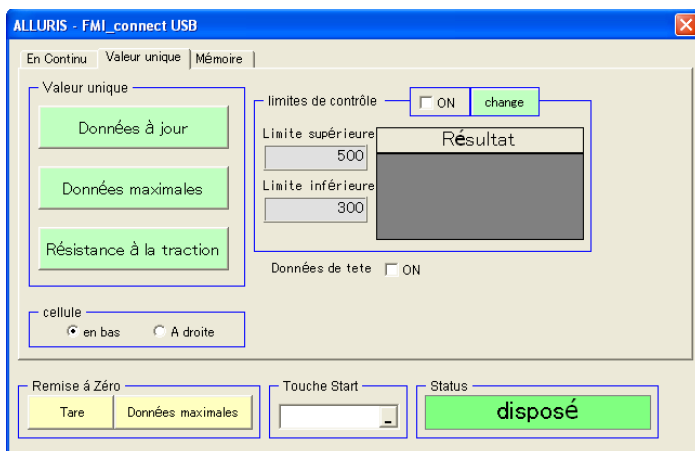 ALLURIS - FMI_connect USB
En Continu Valeur unique Mémoire
Valeur unique
Données à jour
Données maximales
Résistance à la traction
limites de contrôle ON change
Limite supérieure
500
Limite inférieure
300
Résultat
Données de tete ON
cellule
en bas A droite
Remise á Zéro
Tare Données maximales
Touche Start
_
Status
disposé